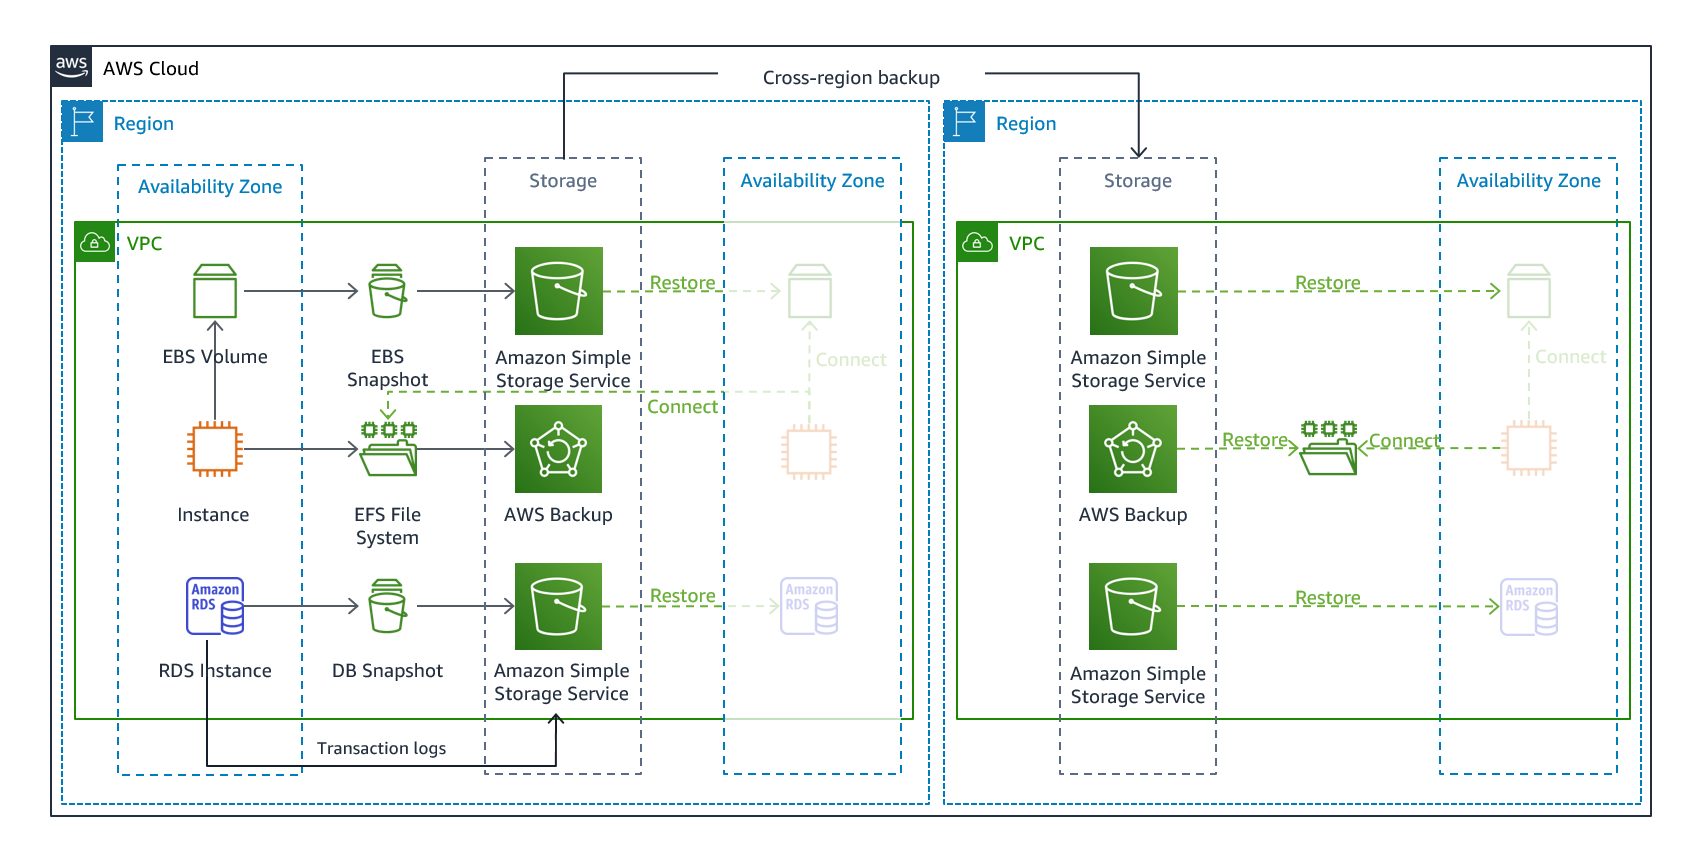 aws
AWS Cloud
Cross-region backup
Region
Region
Availability Zone
Storage
Availability Zone
Storage
Availability Zone
VPC
VPC
Restore
Restore
EBS Volume
EBS
Snapshot
Amazon Simple
Storage Service
Connect
Amazon Simple
Storage Service
Connect
Connect
Restore
Connect
Instance
EFS File
System
AWS Backup
AWS Backup
Amazon
RDS
Restore
Amazon
RDS
Restore
Amazon
RDS
RDS Instance
DB Snapshot
Amazon Simple
Storage Service
Amazon Simple
Storage Service
Transaction logs